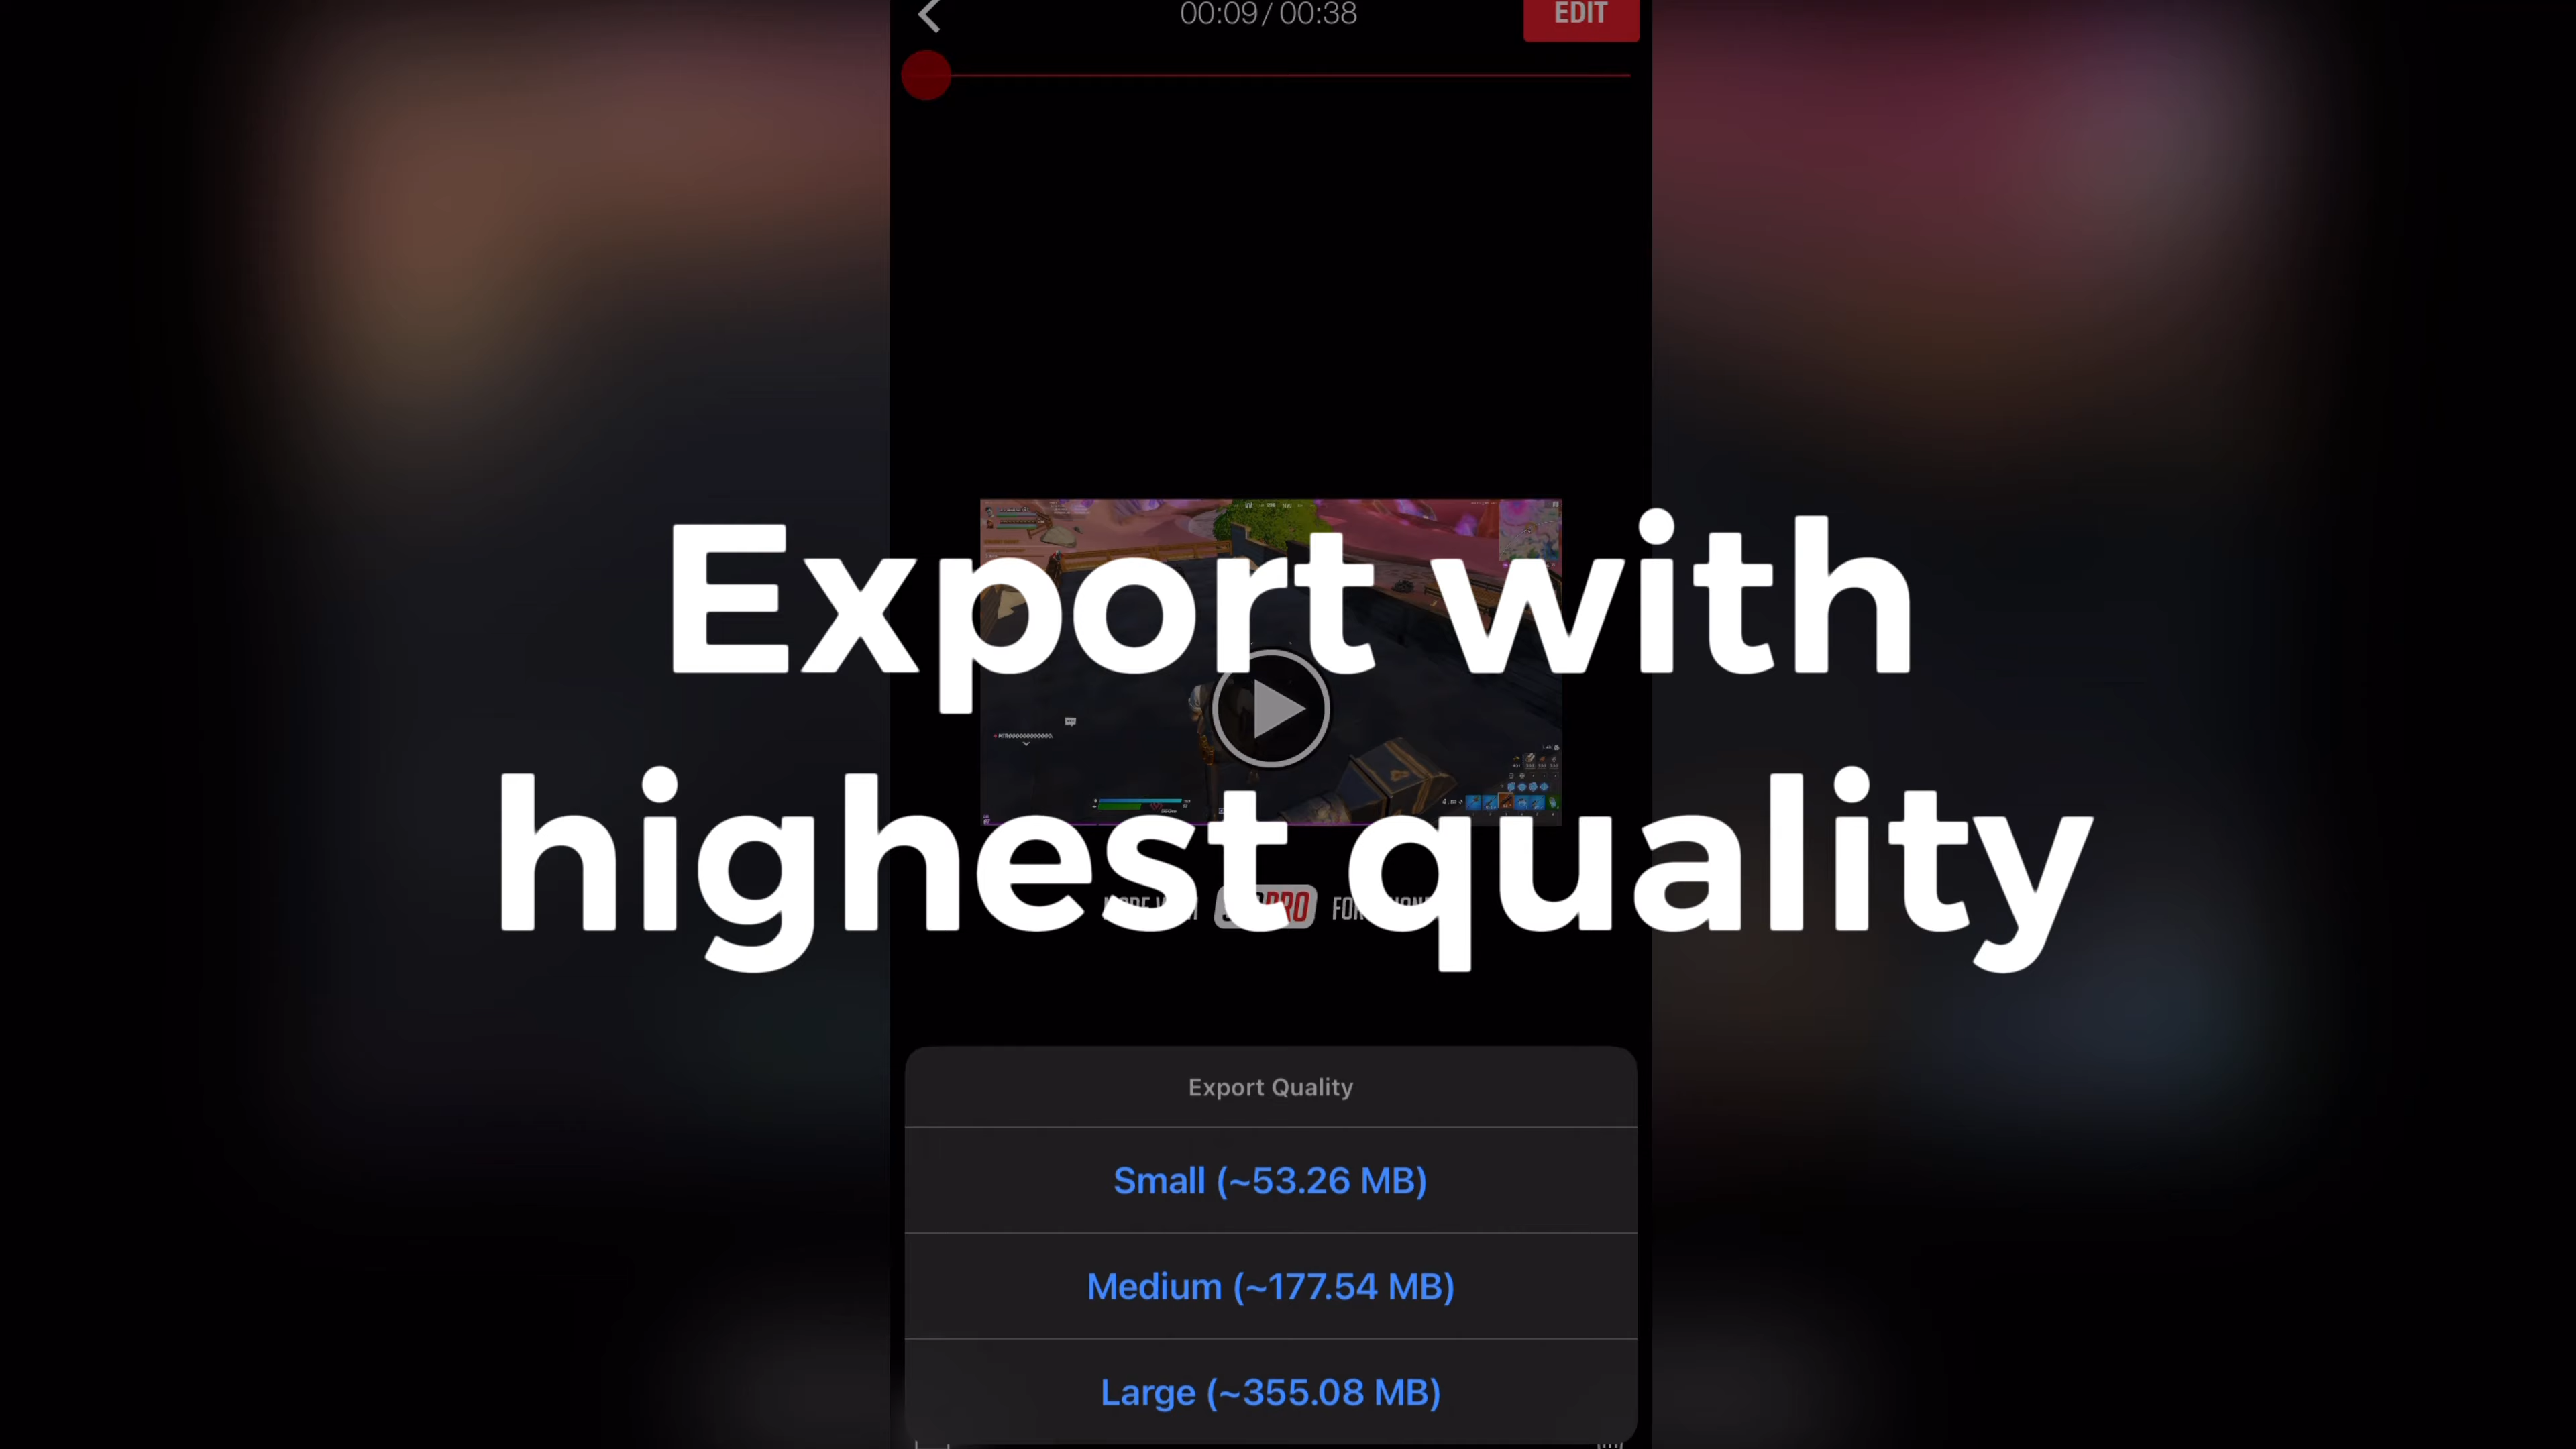 00:09 / 00:38
EDIT
Export with
highest quality
PRO
Export Quality
Small (~53.26 MB)
Medium (~177.54 MB)
Large (~355.08 MB)